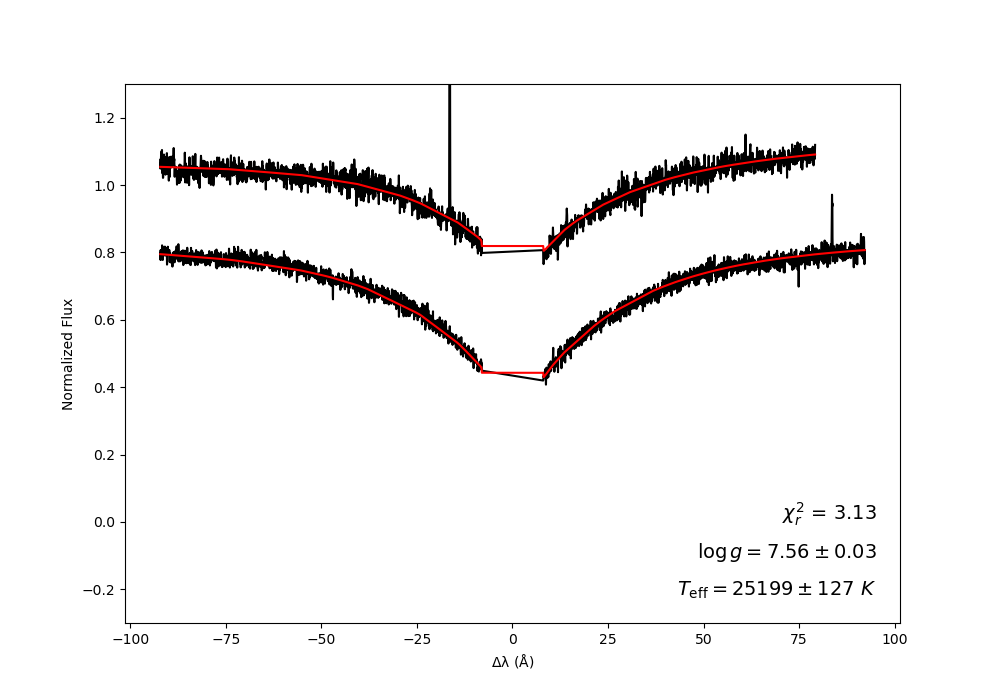 1.2
1.0
0.8
0.6
0.4
0.2
0.0
−0.2
Normalized Flux
χ²ᵣ = 3.13
log g = 7.56 ± 0.03
T_eff = 25199 ± 127 K
−100 −75 −50 −25 0 25 50 75 100
Δλ (Å)